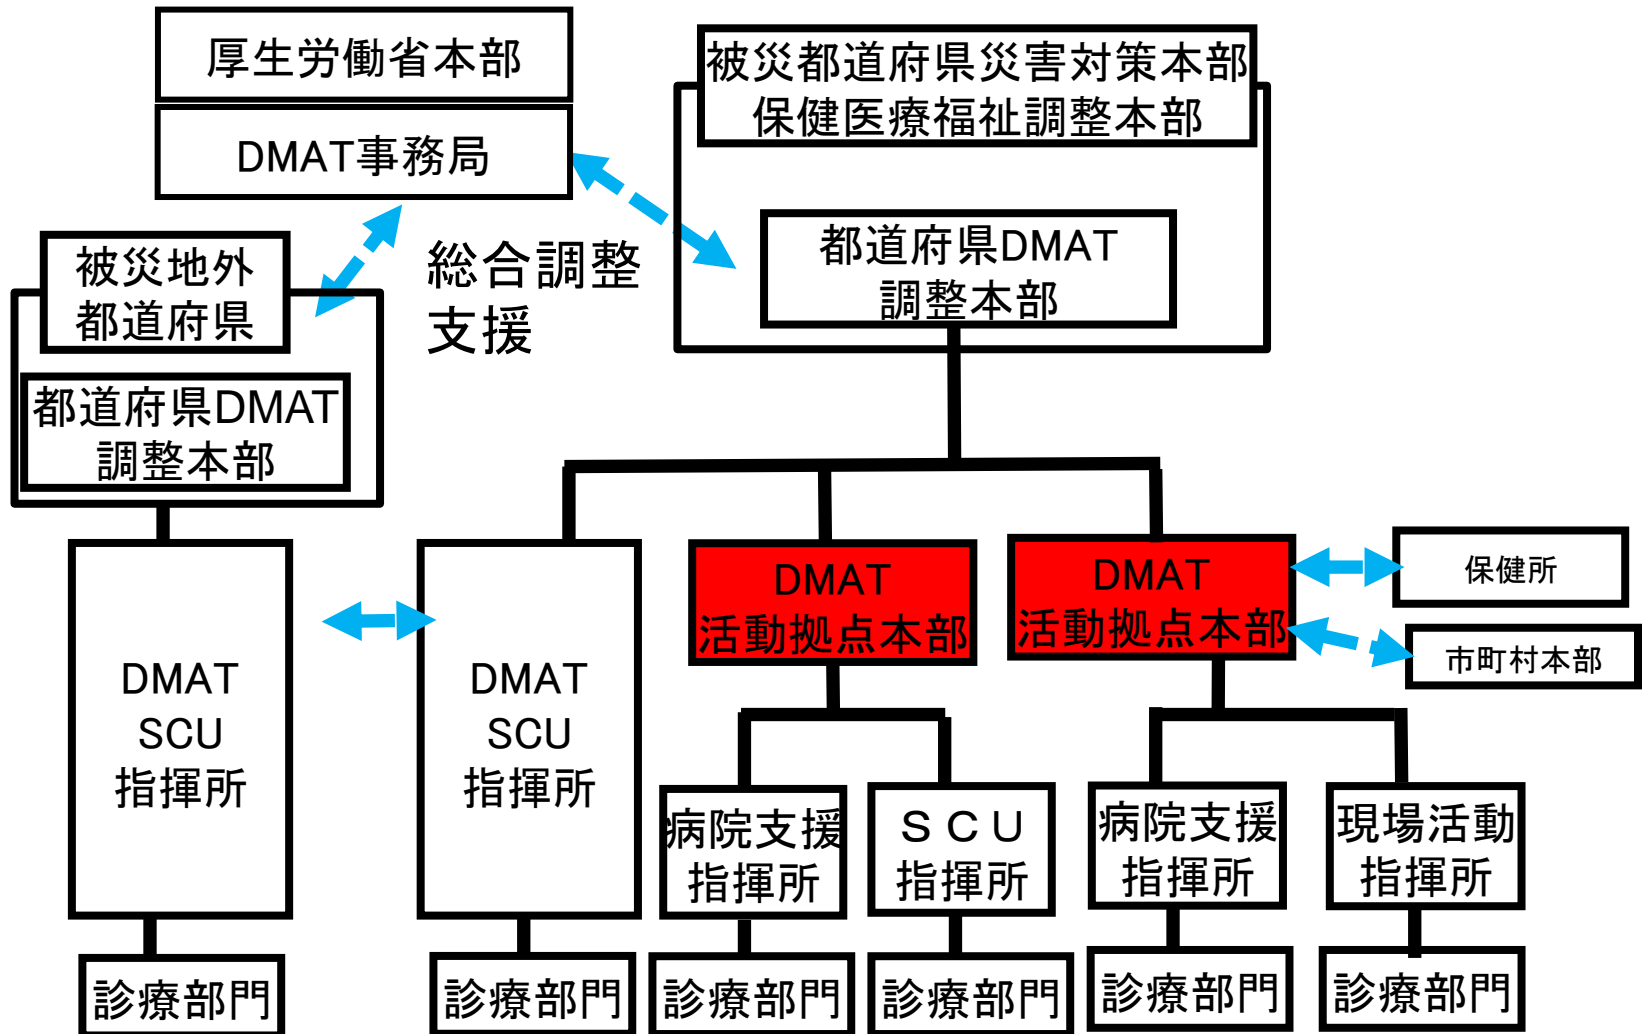 厚生労働省本部
DMAT事務局
被災都道府県災害対策本部
保健医療福祉調整本部
都道府県DMAT
調整本部
総合調整
支援
被災地外
都道府県
都道府県DMAT
調整本部
DMAT
SCU
指揮所
DMAT
SCU
指揮所
DMAT
活動拠点本部
DMAT
活動拠点本部
保健所
市町村本部
病院支援
指揮所
ＳＣＵ
指揮所
病院支援
指揮所
現場活動
指揮所
診療部門
診療部門
診療部門
診療部門
診療部門
診療部門